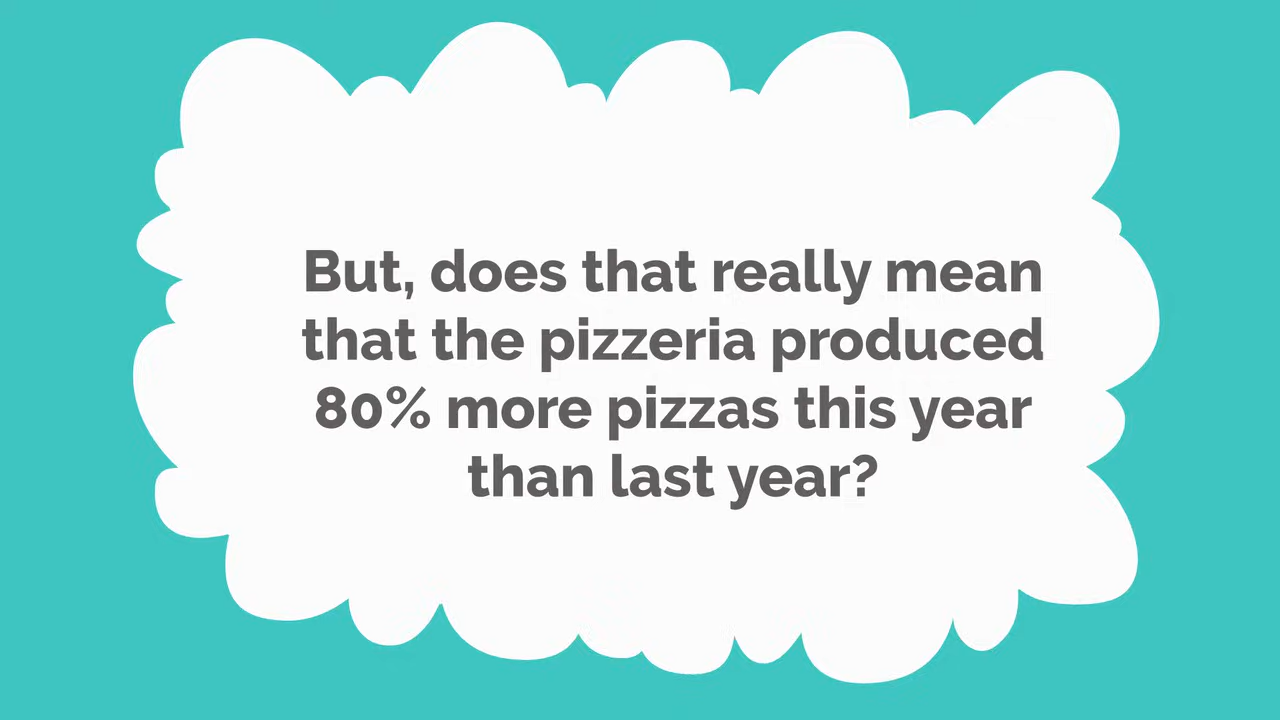 But, does that really mean
that the pizzeria produced
80% more pizzas this year
than last year?